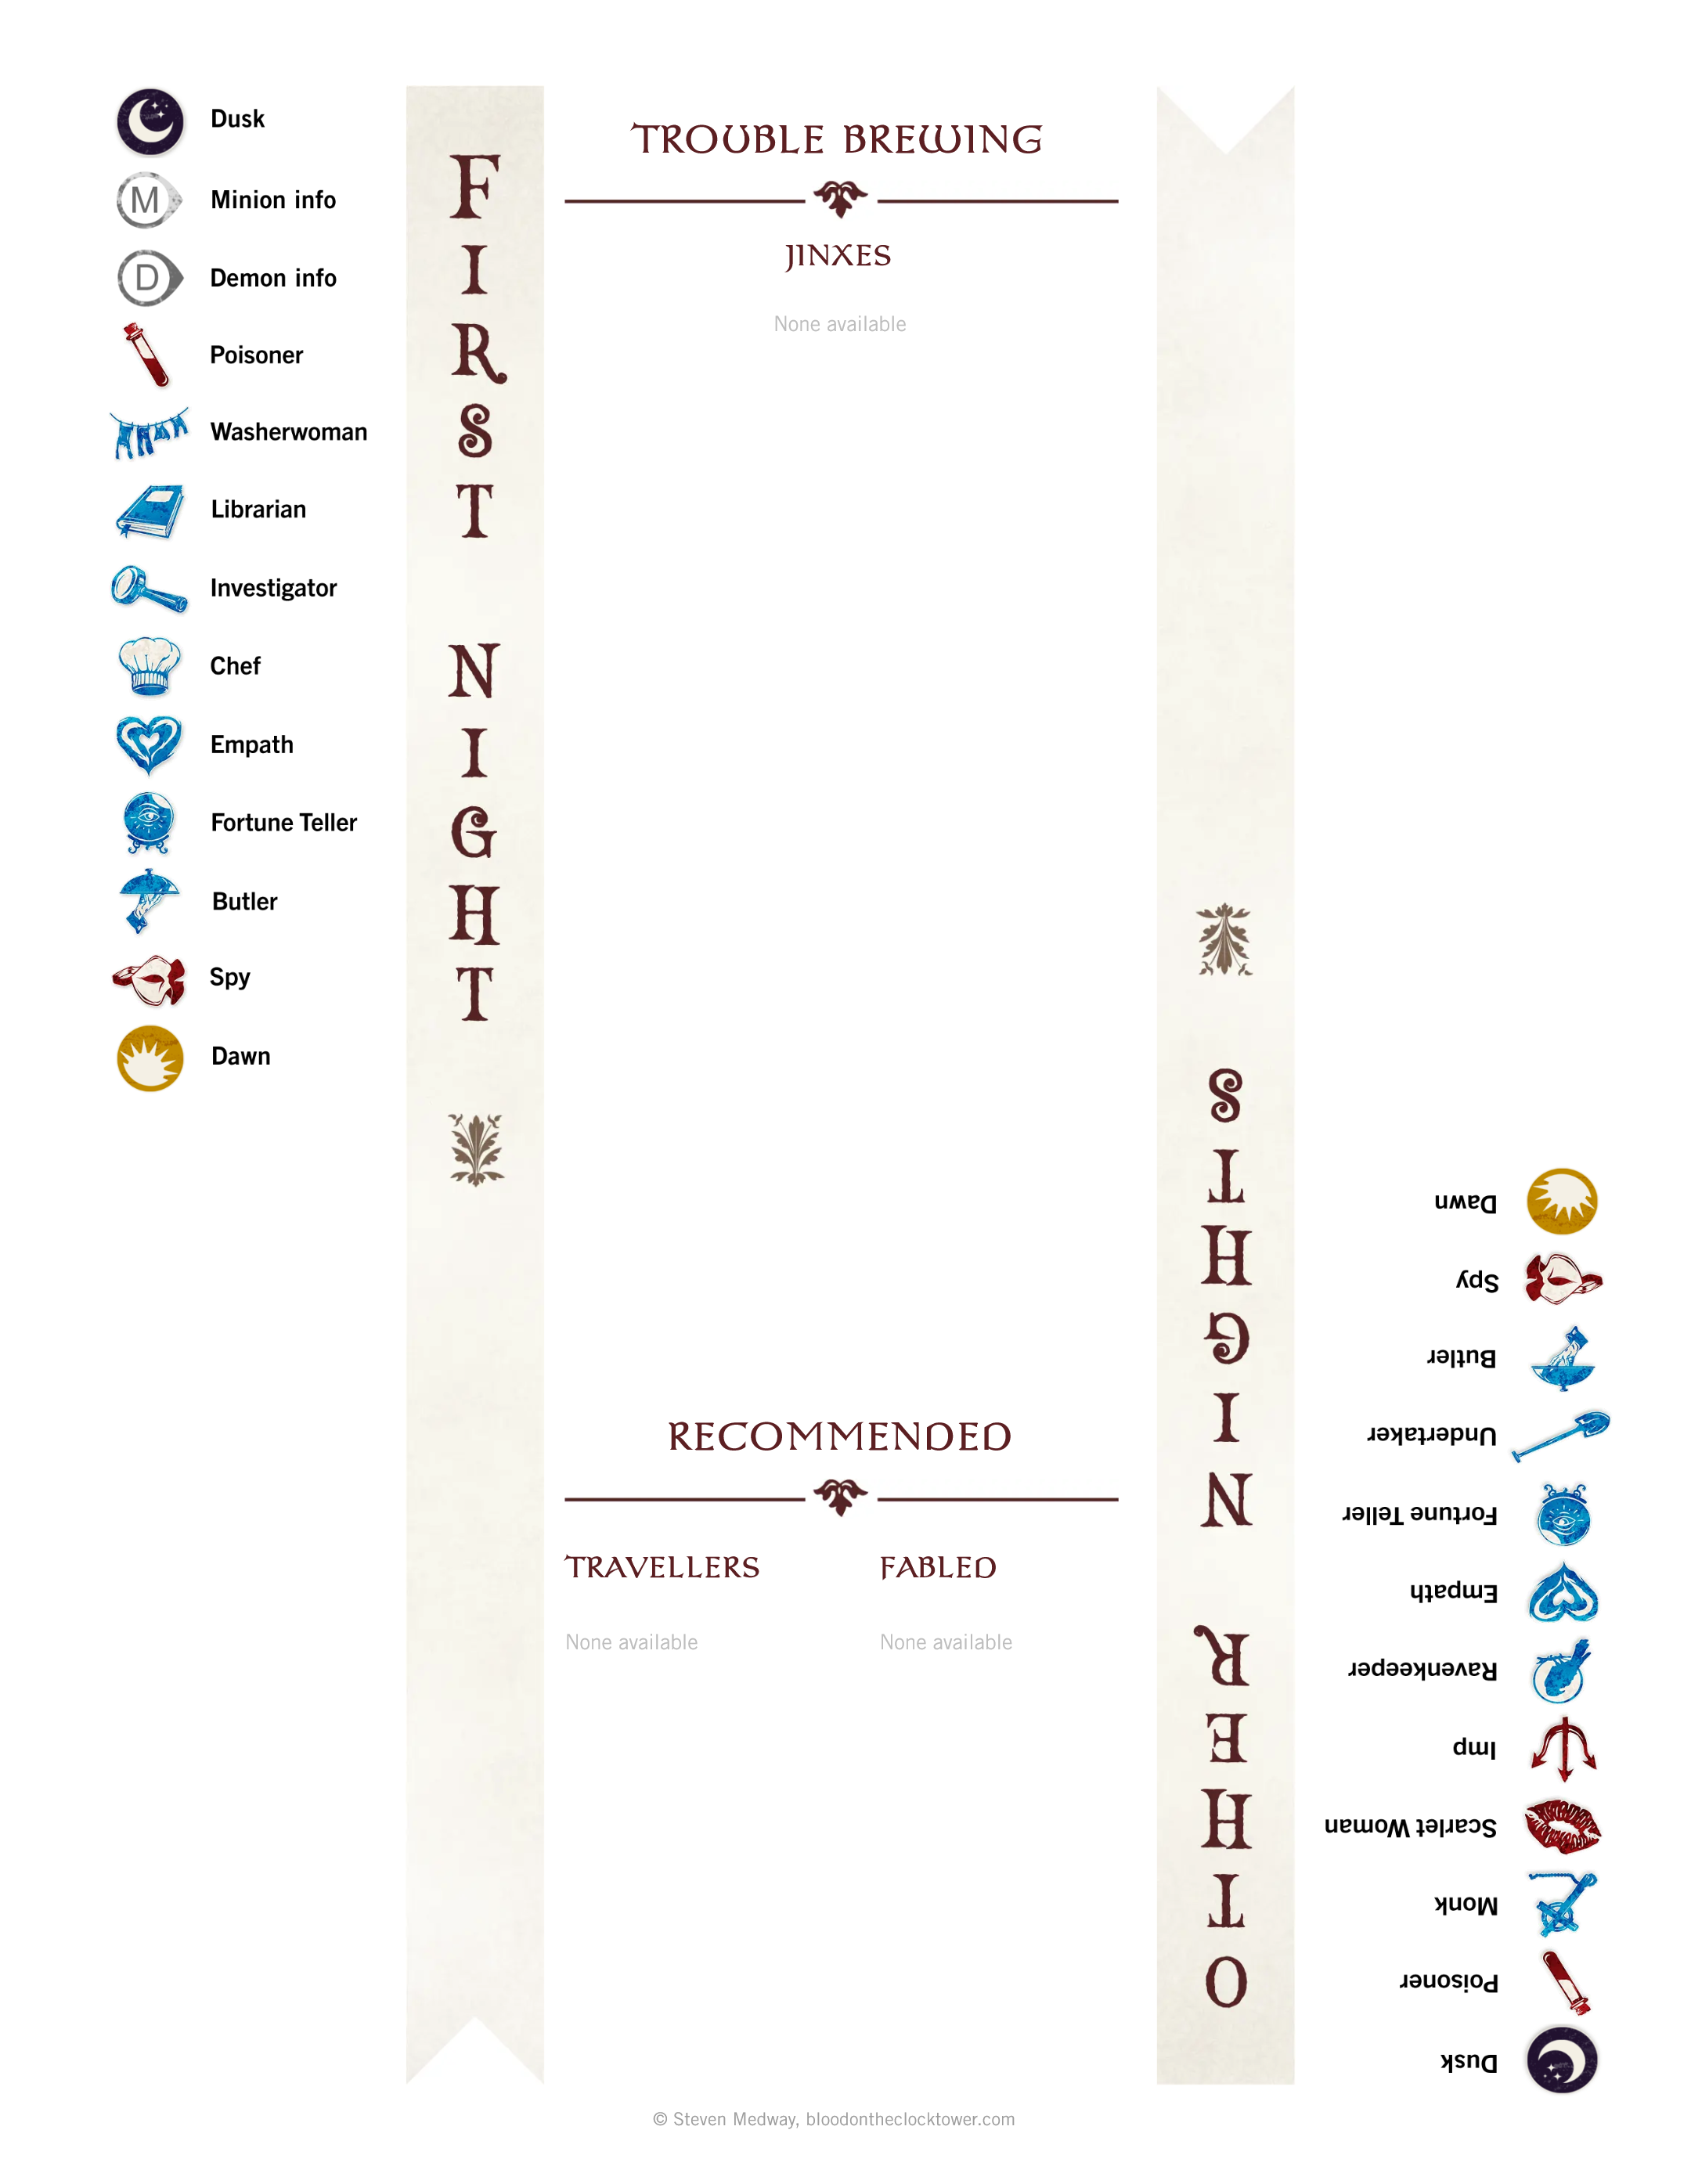 Dusk
M
Minion info
D
Demon info
Poisoner
Washerwoman
Librarian
Investigator
Chef
Empath
Fortune Teller
Butler
Spy
Dawn
FIRST NIGHT
TROUBLE BREWING
JINXES
None available
RECOMMENDED
TRAVELLERS
None available
FABLED
None available
OTHER NIGHTS
Dusk
Poisoner
Monk
Scarlet Woman
Imp
Ravenkeeper
Empath
Fortune Teller
Undertaker
Butler
Spy
Dawn
© Steven Medway, bloodontheclocktower.com